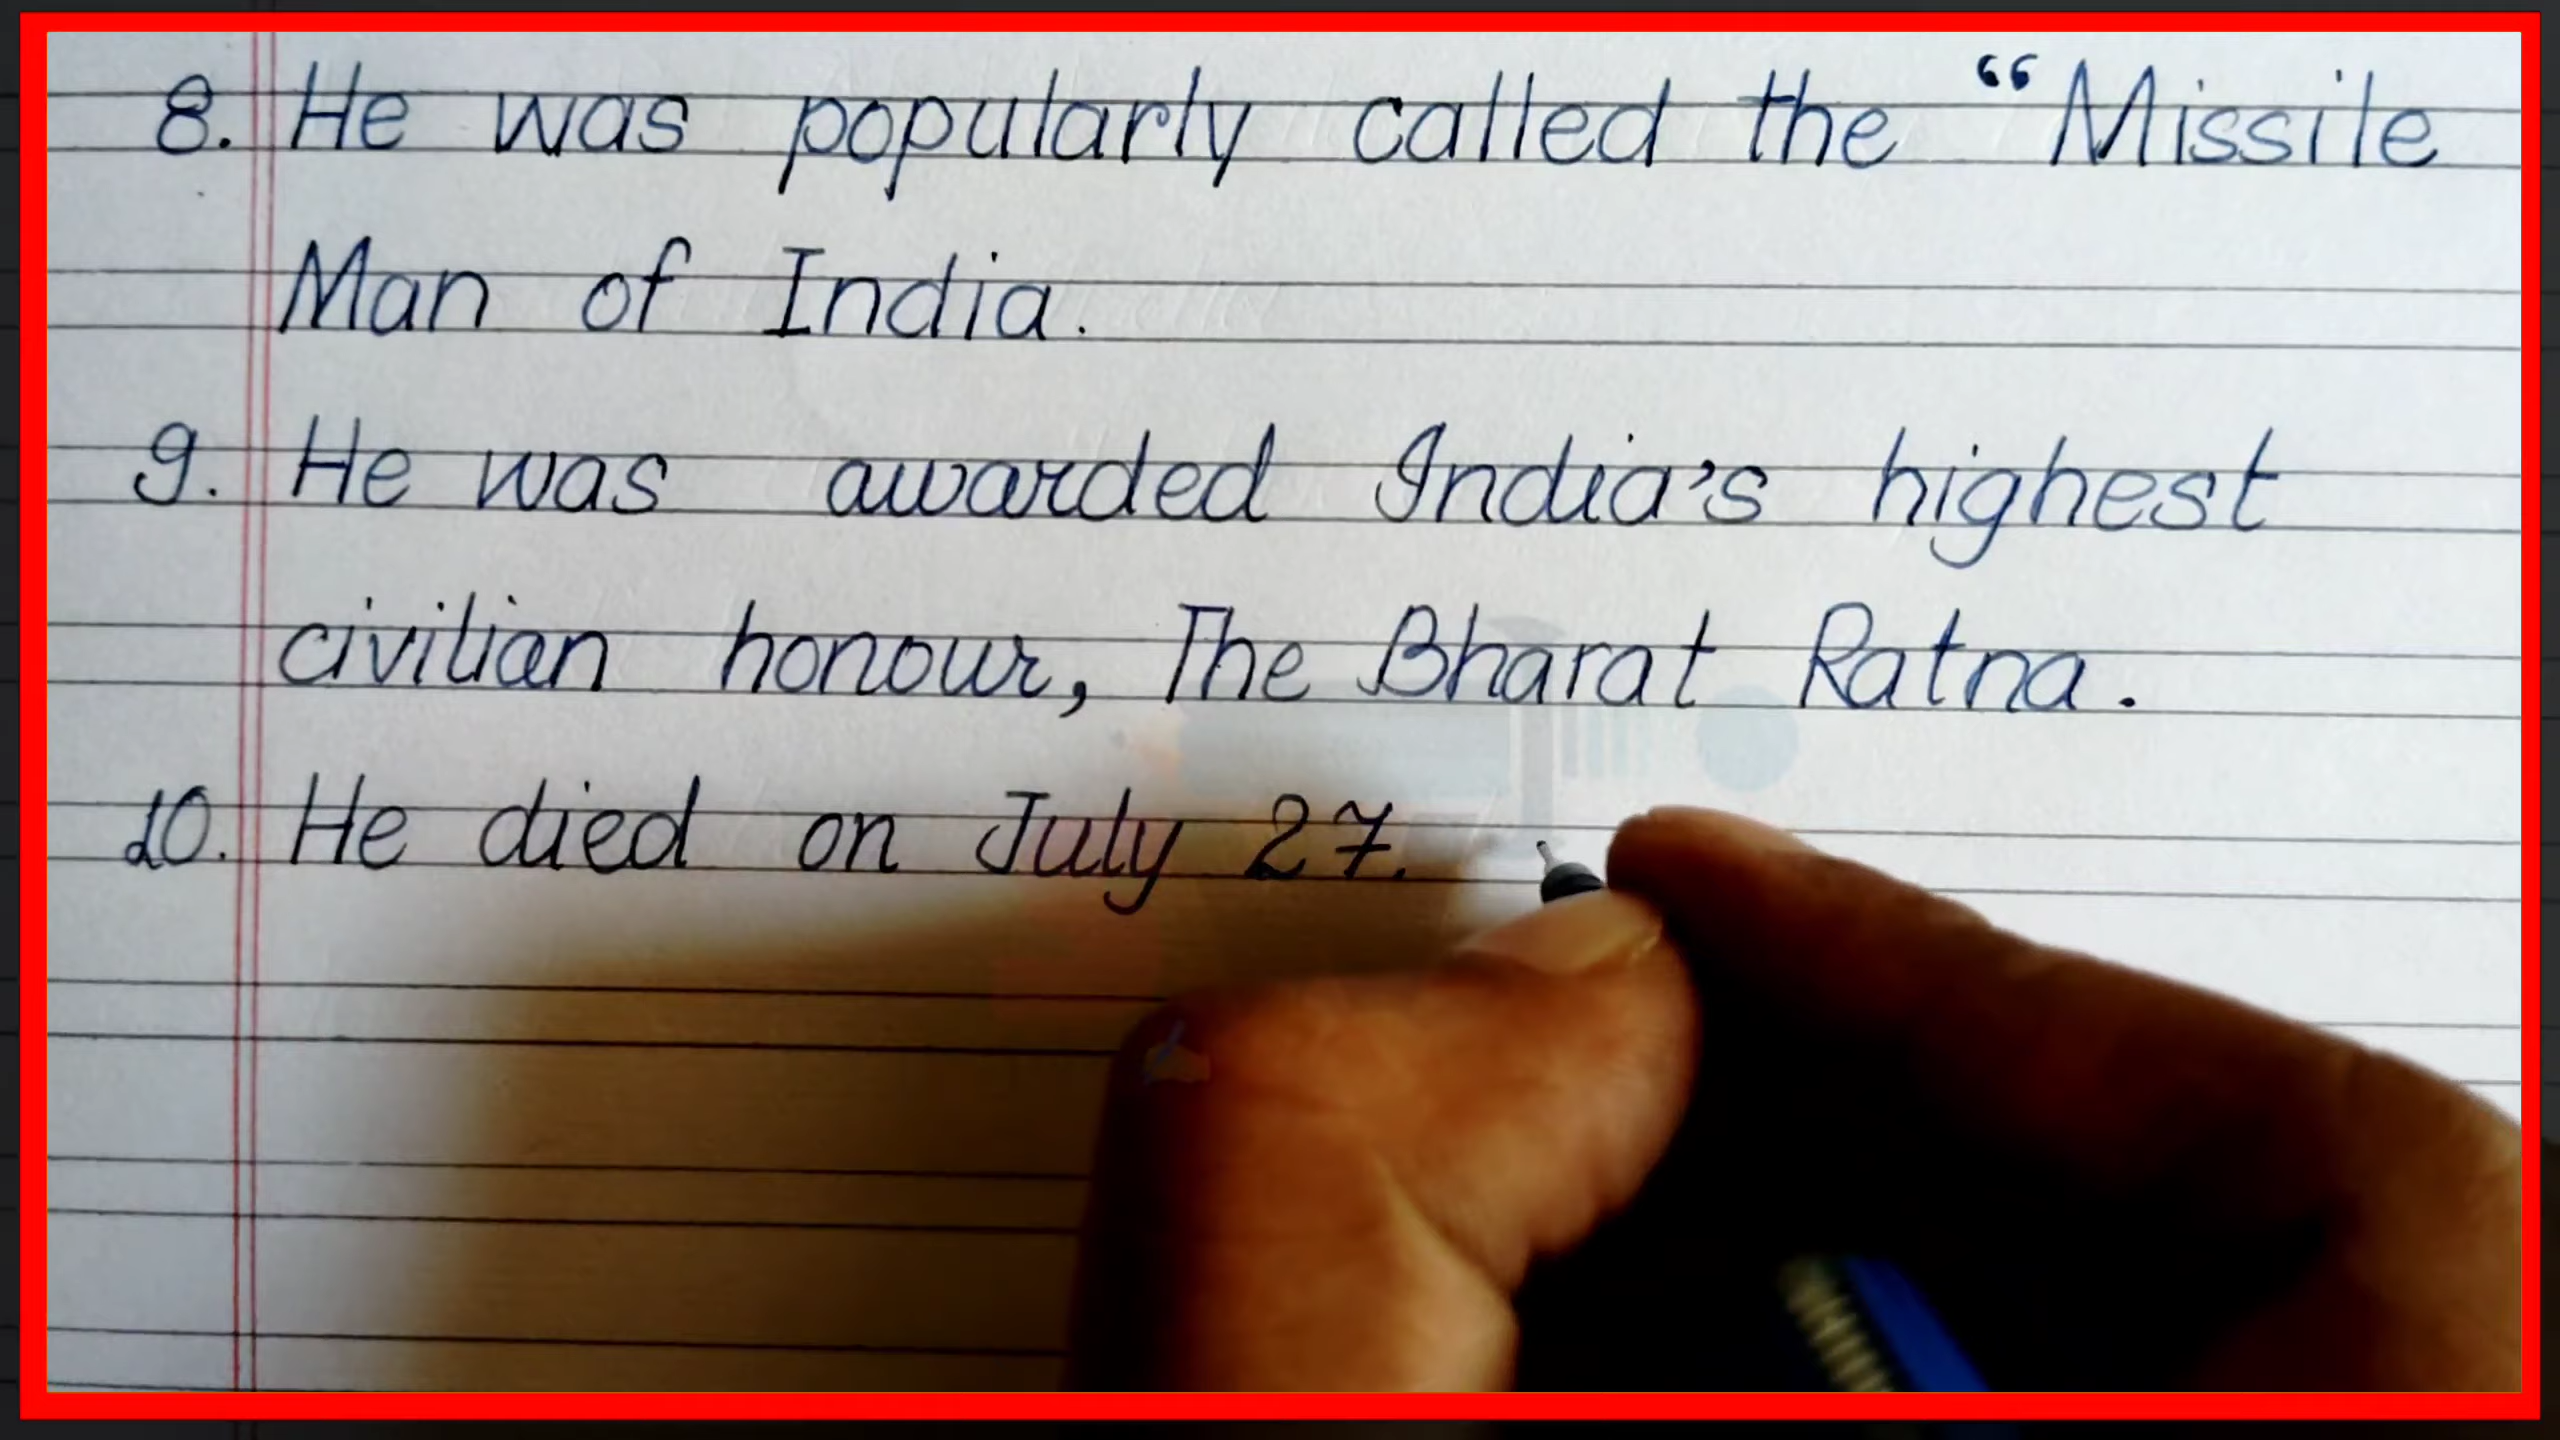 8. He was popularly called the “Missile
Man of India.
9. He was awarded India's highest
civilian honour, The Bharat Ratna.
10. He died on July 27.